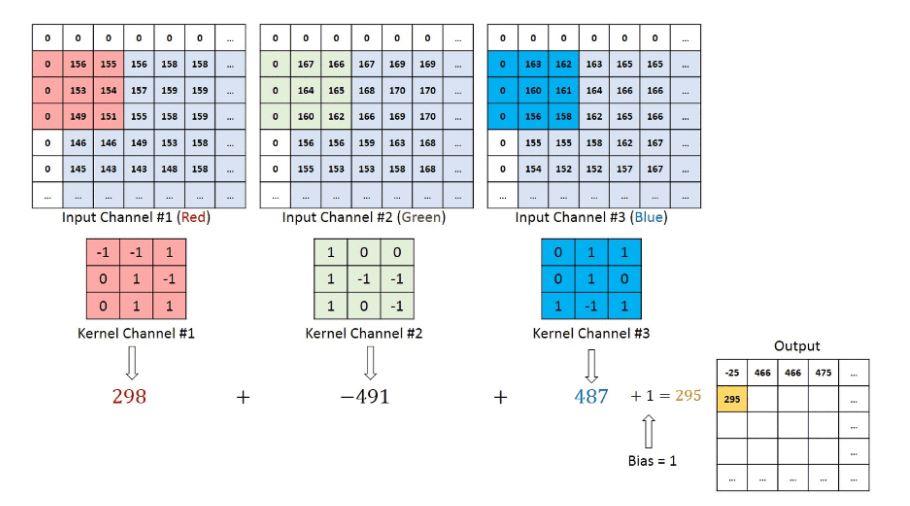 0 0 0 0 0 0 ... 0 0 0 0 0 0 ... 0 0 0 0 0 0 ...
0 156 155 156 158 158 ... 0 167 166 167 169 169 ... 0 163 162 163 165 165 ...
0 153 154 157 159 159 ... 0 164 165 168 170 170 ... 0 160 161 164 166 166 ...
0 149 151 155 158 159 ... 0 160 162 166 169 170 ... 0 156 158 162 165 166 ...
0 146 146 149 153 158 ... 0 156 156 159 163 168 ... 0 155 155 158 162 167 ...
0 145 143 143 148 158 ... 0 155 153 153 158 168 ... 0 154 152 152 157 167 ...
... ... ... ... ... ... ... ... ... ... ... ... ... ... ... ... ... ... ... ... ...
Input Channel #1 (Red) Input Channel #2 (Green) Input Channel #3 (Blue)
-1 -1 1 1 0 0 0 1 1
0 1 -1 1 -1 -1 0 1 0
0 1 1 1 0 -1 1 -1 1
Kernel Channel #1 Kernel Channel #2 Kernel Channel #3
Output
-25 466 466 475 ...
298 + −491 + 487 + 1 = 295 295 ...
...
Bias = 1 ...
... ... ... ... ...